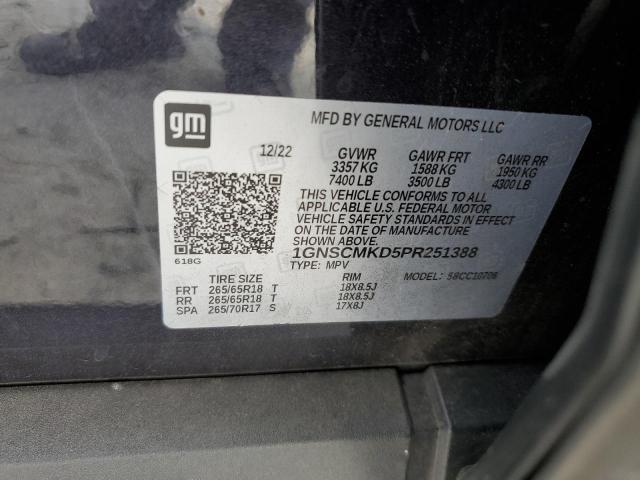 gm
MFD BY GENERAL MOTORS LLC
12/22 GVWR GAWR FRT GAWR RR
3357 KG 1588 KG 1950 KG
7400 LB 3500 LB 4300 LB
THIS VEHICLE CONFORMS TO ALL
APPLICABLE U.S. FEDERAL MOTOR
VEHICLE SAFETY STANDARDS IN EFFECT
ON THE DATE OF MANUFACTURE
SHOWN ABOVE.
618G
1GNSCMKD5PR251388
TYPE: MPV MODEL: 58CC10706
TIRE SIZE RIM
FRT 265/65R18 T 18X8.5J
RR 265/65R18 T 18X8.5J
SPA 265/70R17 S 17X8J